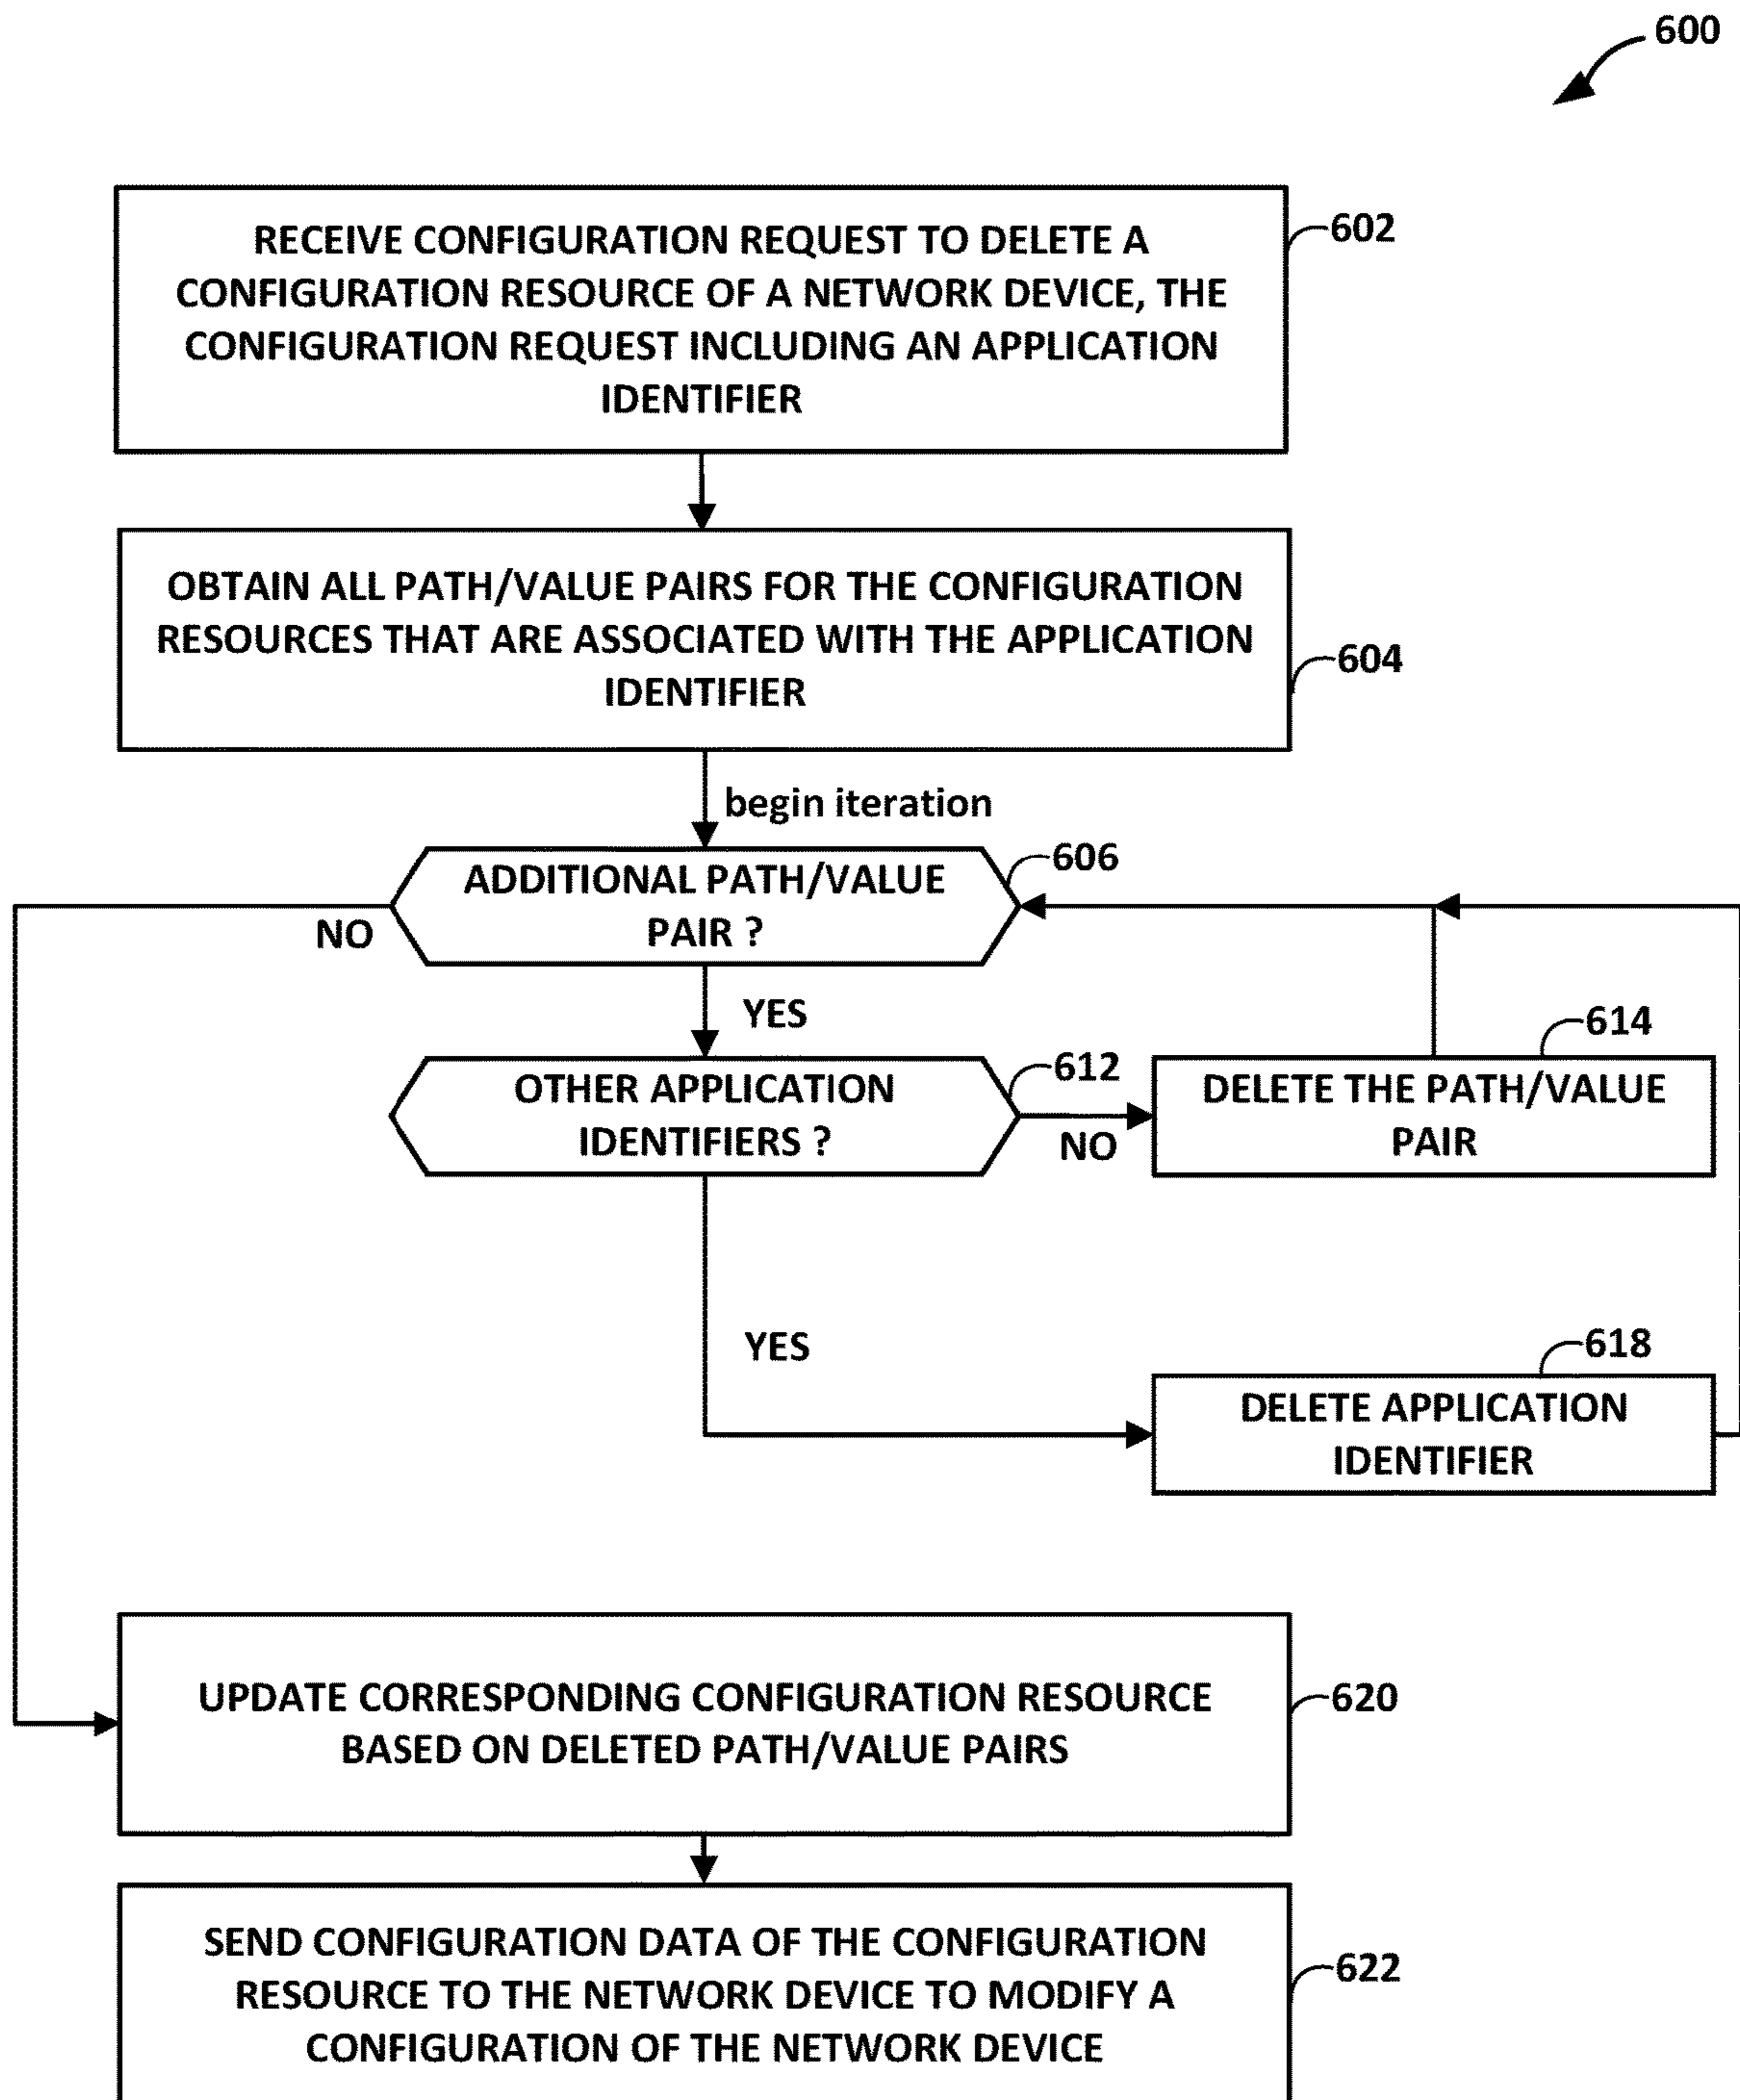 600
RECEIVE CONFIGURATION REQUEST TO DELETE A
CONFIGURATION RESOURCE OF A NETWORK DEVICE, THE
CONFIGURATION REQUEST INCLUDING AN APPLICATION
IDENTIFIER
602
OBTAIN ALL PATH/VALUE PAIRS FOR THE CONFIGURATION
RESOURCES THAT ARE ASSOCIATED WITH THE APPLICATION
IDENTIFIER
604
begin iteration
ADDITIONAL PATH/VALUE
PAIR ?
606
NO
YES
OTHER APPLICATION
IDENTIFIERS ?
612
NO
DELETE THE PATH/VALUE
PAIR
614
YES
DELETE APPLICATION
IDENTIFIER
618
UPDATE CORRESPONDING CONFIGURATION RESOURCE
BASED ON DELETED PATH/VALUE PAIRS
620
SEND CONFIGURATION DATA OF THE CONFIGURATION
RESOURCE TO THE NETWORK DEVICE TO MODIFY A
CONFIGURATION OF THE NETWORK DEVICE
622